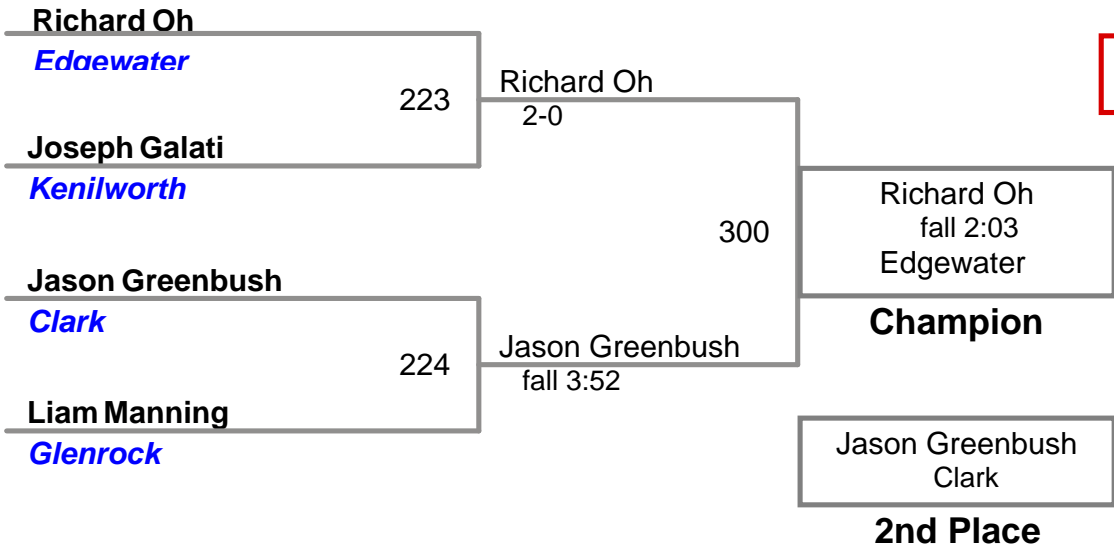 Richard Oh
Edgewater
223
Richard Oh
2-0
Joseph Galati
Kenilworth
300
Richard Oh
fall 2:03
Edgewater
Champion
Jason Greenbush
Clark
224
Jason Greenbush
fall 3:52
Liam Manning
Glenrock
Jason Greenbush
Clark
2nd Place